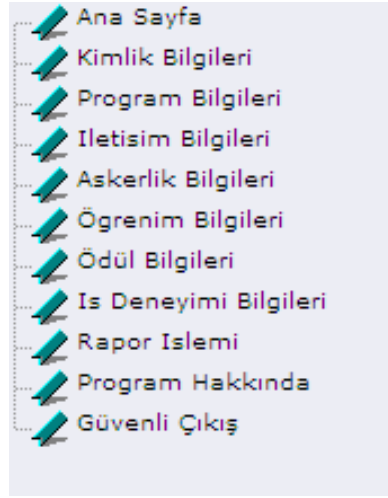 Ana Sayfa
Kimlik Bilgileri
Program Bilgileri
Iletisim Bilgileri
Askerlik Bilgileri
Ögrenim Bilgileri
Ödül Bilgileri
Is Deneyimi Bilgileri
Rapor Islemi
Program Hakkında
Güvenli Çıkış